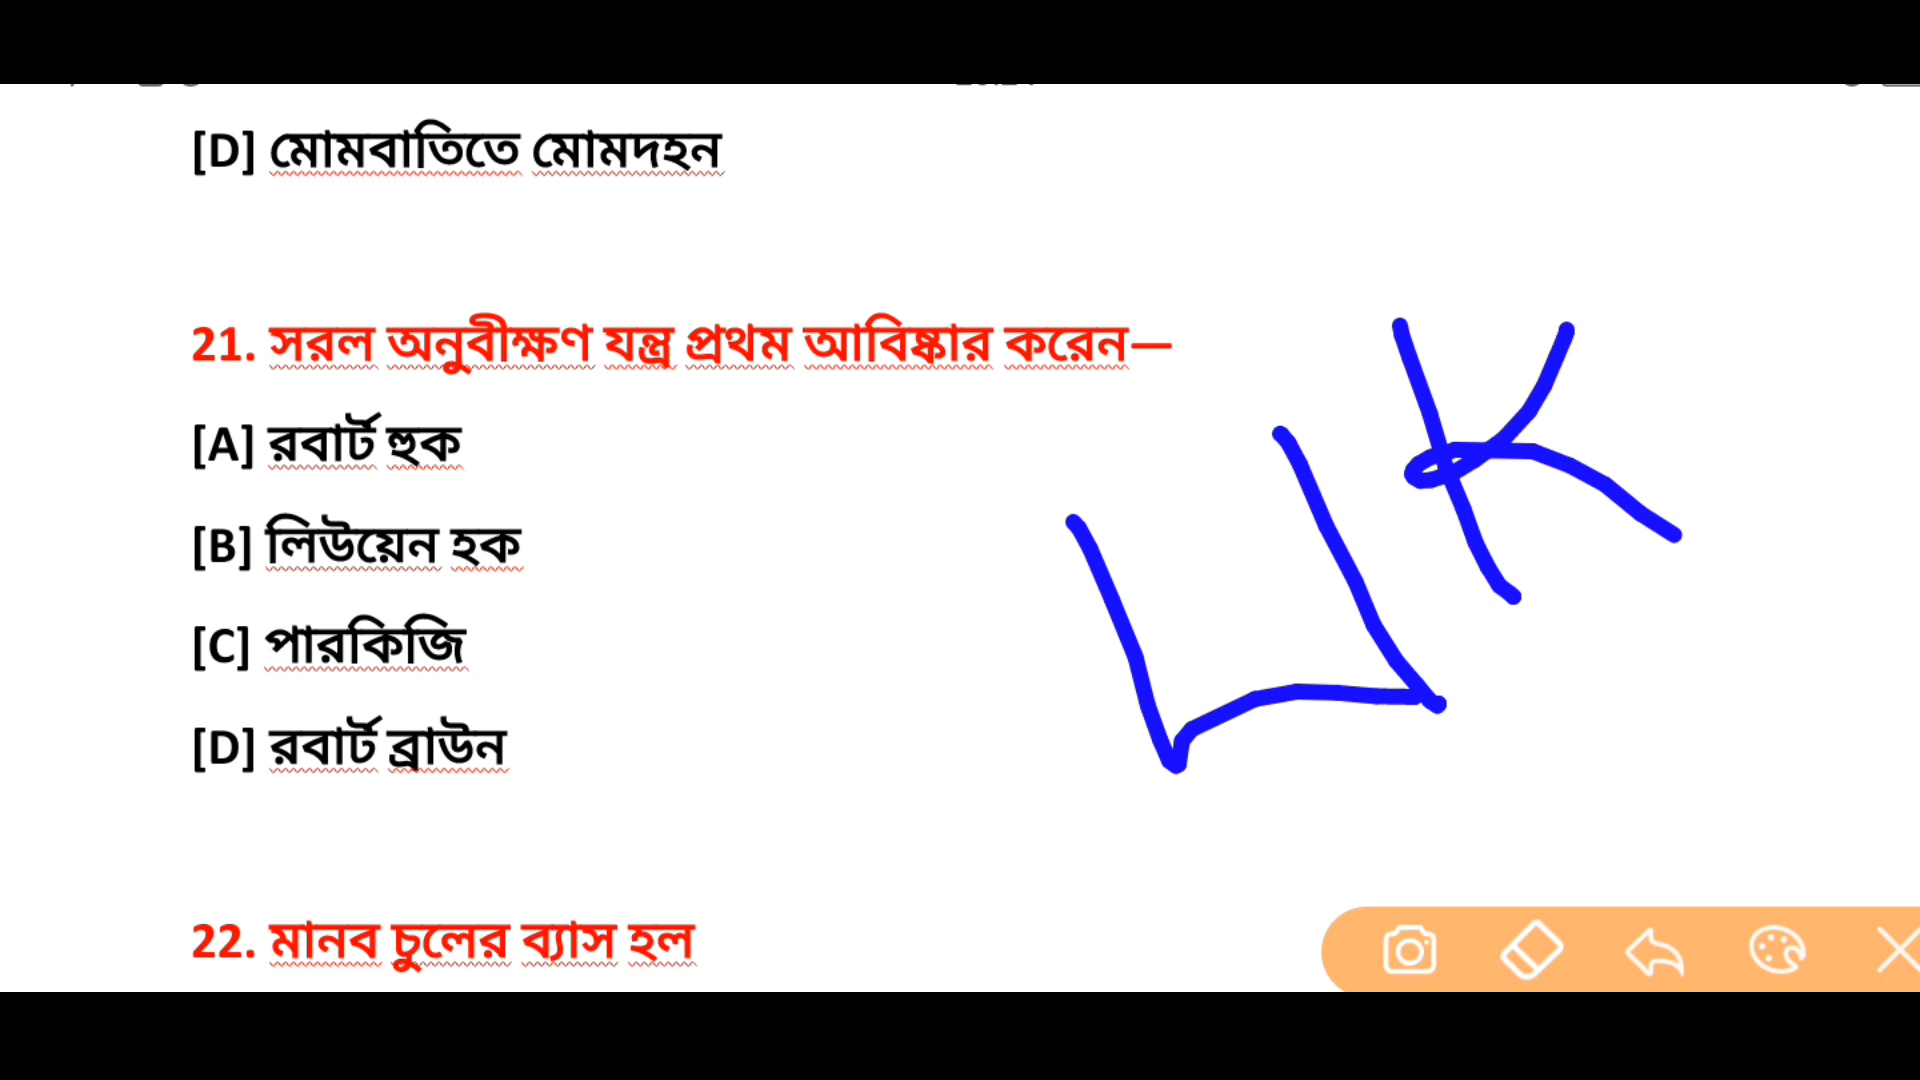 [D] মোমবাতিতে মোমদহন
21. সরল অনুবীক্ষণ যন্ত্র প্রথম আবিষ্কার করেন—
[A] রবার্ট হুক
[B] লিউয়েন হক
[C] পারকিজি
[D] রবার্ট ব্রাউন
22. মানব চুলের ব্যাস হল